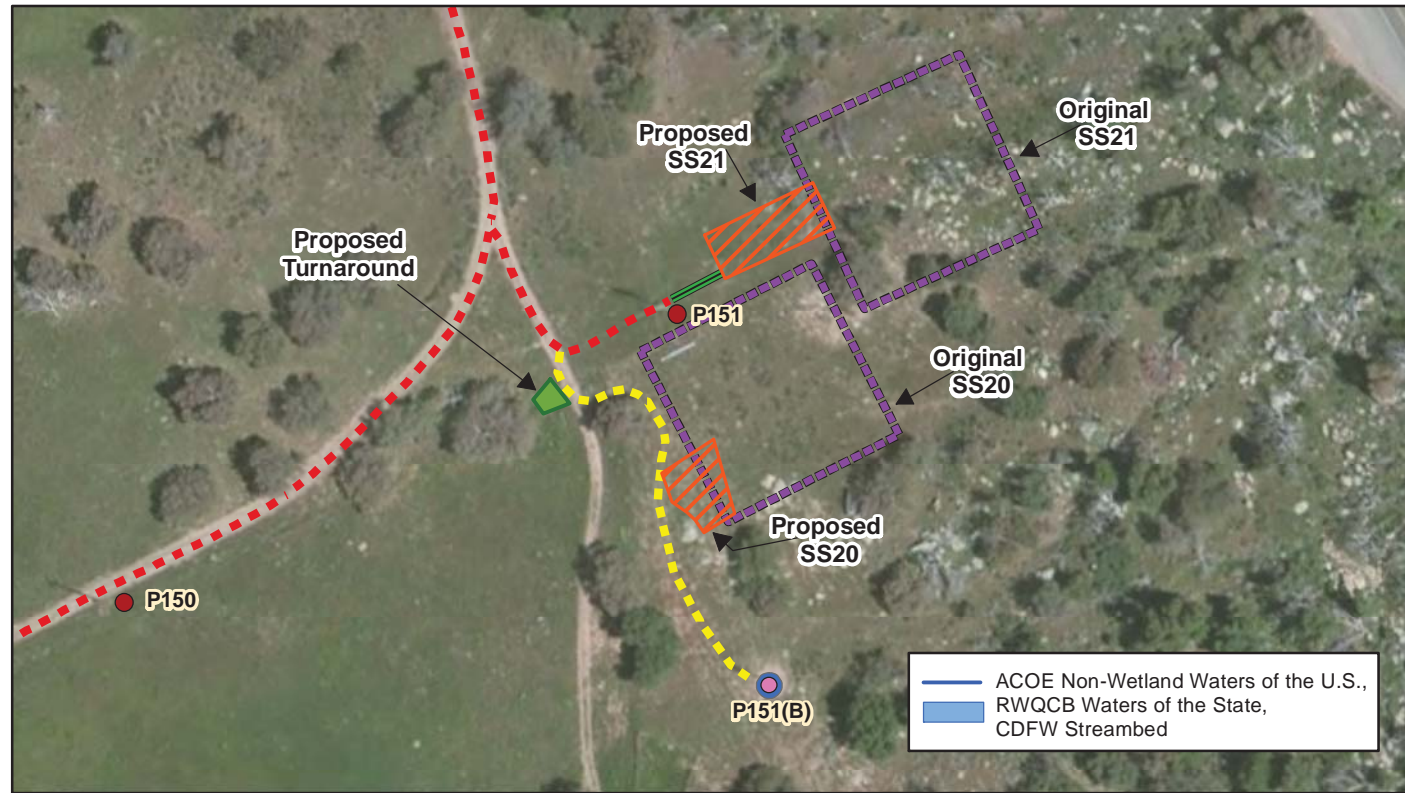 Original
SS21
Proposed
SS21
Proposed
Turnaround
P151
Original
SS20
Proposed
SS20
P150
P151(B)
ACOE Non-Wetland Waters of the U.S.,
RWQCB Waters of the State,
CDFW Streambed